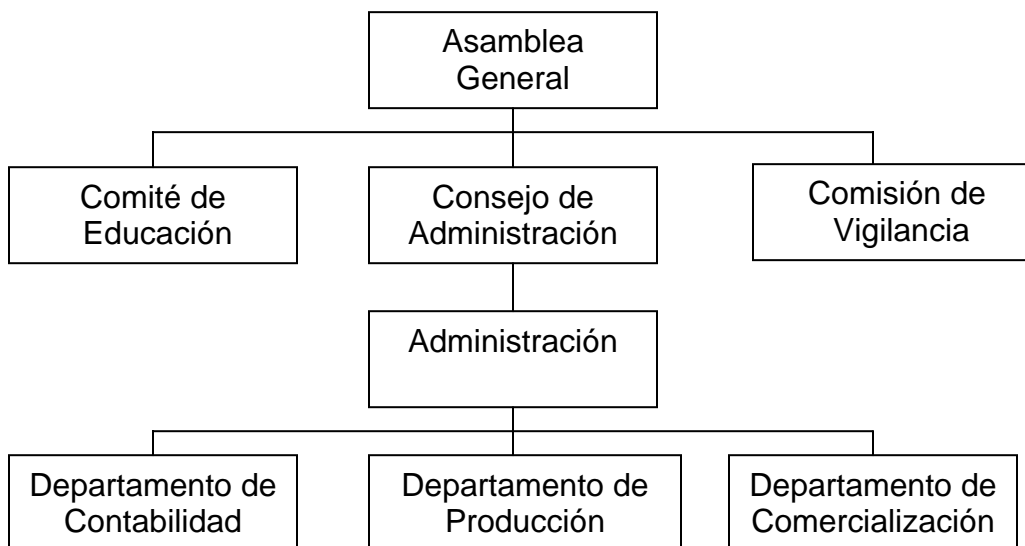 Asamblea
General
Comité de
Educación
Consejo de
Administración
Comisión de
Vigilancia
Administración
Departamento de
Contabilidad
Departamento de
Producción
Departamento de
Comercialización